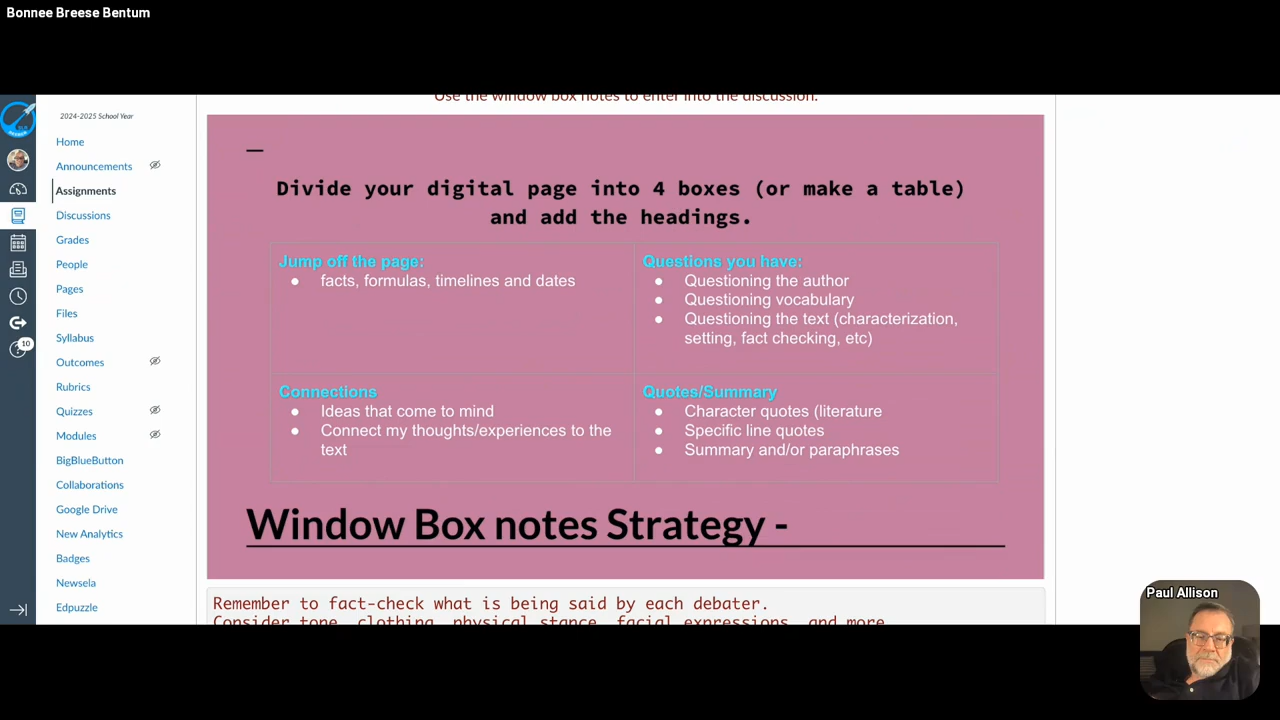 Bonnee Breese Bentum
Use the window box notes to enter into the discussion.
2024-2025 School Year
Home
Announcements
Assignments
Discussions
Grades
People
Pages
Files
Syllabus
Outcomes
Rubrics
Quizzes
Modules
BigBlueButton
Collaborations
Google Drive
New Analytics
Badges
Newsela
Edpuzzle
10
—
Divide your digital page into 4 boxes (or make a table)
and add the headings.
Jump off the page:
● facts, formulas, timelines and dates
Questions you have:
● Questioning the author
● Questioning vocabulary
● Questioning the text (characterization,
setting, fact checking, etc)
Connections
● Ideas that come to mind
● Connect my thoughts/experiences to the
text
Quotes/Summary
● Character quotes (literature
● Specific line quotes
● Summary and/or paraphrases
Window Box notes Strategy -
Remember to fact-check what is being said by each debater.
Consider tone, clothing, physical stance, facial expressions, and more
Paul Allison